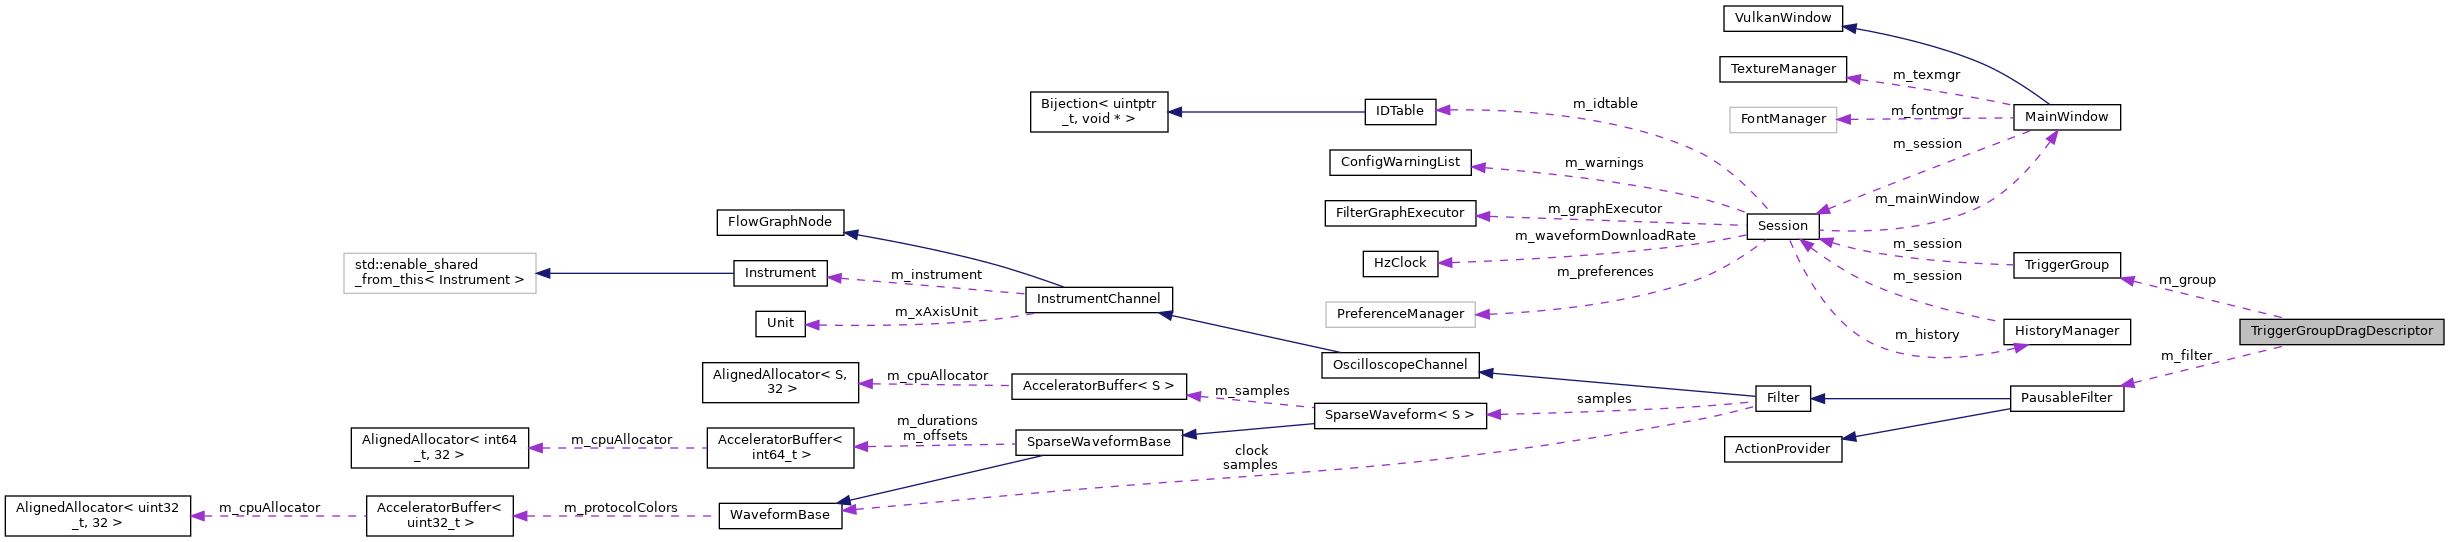 VulkanWindow
TextureManager
m_texmgr
Bijection< uintptr
_t, void * >
IDTable
m_idtable
FontManager
m_fontmgr
MainWindow
m_session
ConfigWarningList
m_warnings
m_mainWindow
FilterGraphExecutor
m_graphExecutor
FlowGraphNode
Session
HzClock
m_waveformDownloadRate
m_session
TriggerGroup
std::enable_shared
_from_this< Instrument >
Instrument
m_instrument
m_preferences
m_session
m_group
InstrumentChannel
PreferenceManager
Unit
m_xAxisUnit
m_history
HistoryManager
TriggerGroupDragDescriptor
OscilloscopeChannel
m_filter
AlignedAllocator< S,
32 >
m_cpuAllocator
AcceleratorBuffer< S >
m_samples
SparseWaveform< S >
samples
Filter
PausableFilter
AlignedAllocator< int64
_t, 32 >
m_cpuAllocator
AcceleratorBuffer<
int64_t >
m_durations
m_offsets
SparseWaveformBase
clock
samples
ActionProvider
AlignedAllocator< uint32
_t, 32 >
m_cpuAllocator
AcceleratorBuffer<
uint32_t >
m_protocolColors
WaveformBase